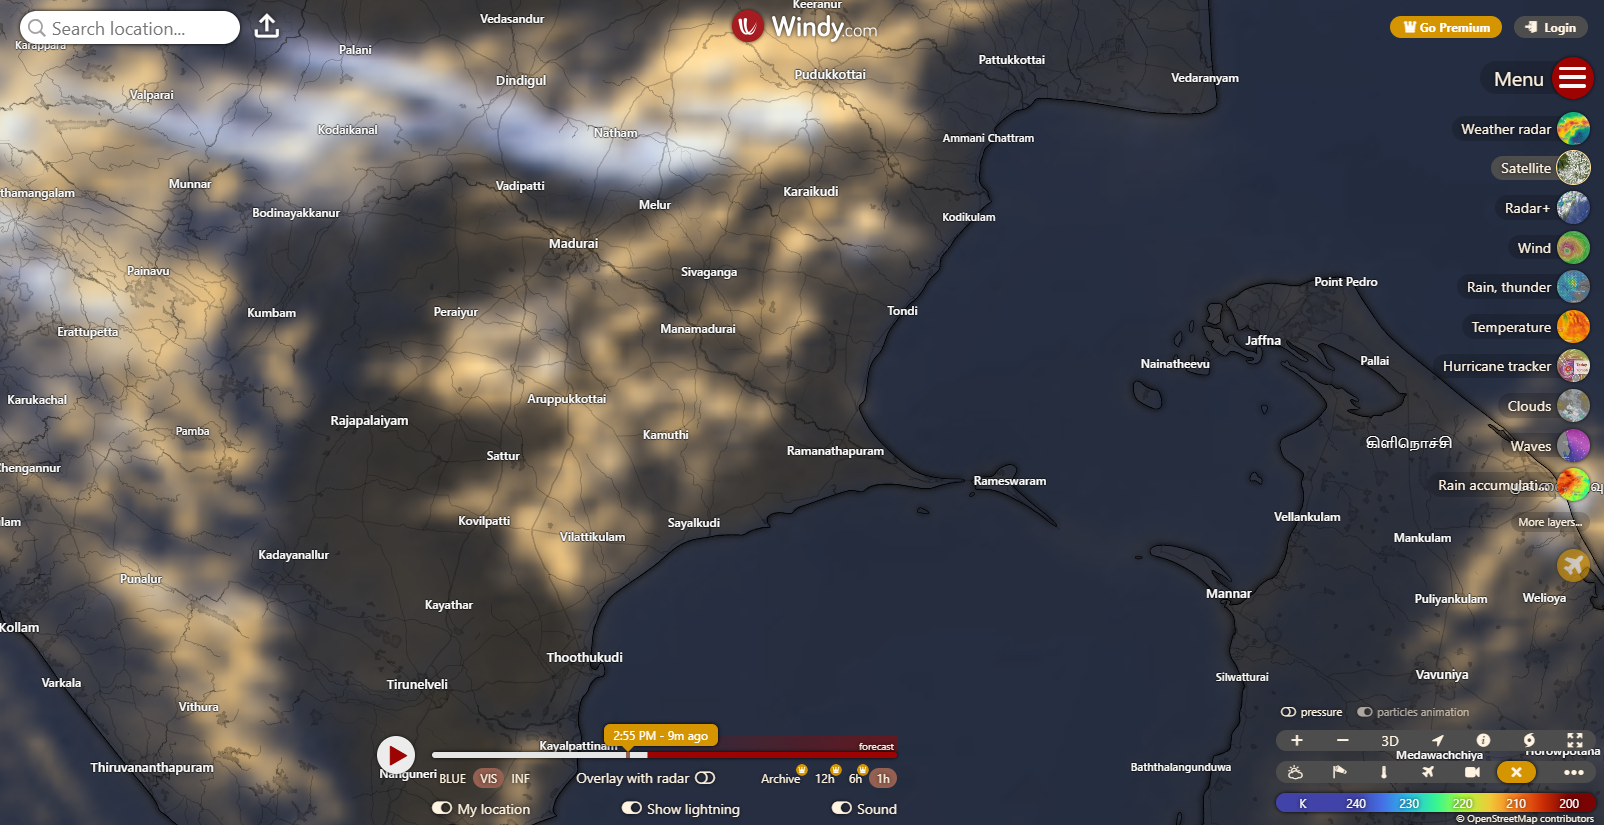 Search location...
Windy.com
Go Premium
Login
Menu
Weather radar
Satellite
Radar+
Wind
Rain, thunder
Temperature
Hurricane tracker
Clouds
Waves
Rain accumulati...
More layers...
Keeranur
Vedasandur
Karappara
Palani
Dindigul
Pudukkottai
Pattukkottai
Vedaranyam
Valparai
Kodaikanal
Natham
Ammani Chattram
Munnar
thamangalam
Vadipatti
Karaikudi
Bodinayakkanur
Melur
Kodikulam
Madurai
Painavu
Sivaganga
Point Pedro
Kumbam
Peraiyur
Tondi
Erattupetta
Manamadurai
Jaffna
Nainatheevu
Pallai
Karukachal
Aruppukkottai
Rajapalaiyam
Pamba
Kamuthi
கிளிநொச்சி
Sattur
Ramanathapuram
Chengannur
Rameswaram
lam
Kovilpatti
Sayalkudi
Vellankulam
Vilattikulam
Mankulam
Kadayanallur
Punalur
Mannar
Puliyankulam
Welioya
Kayathar
Kollam
Thoothukudi
Varkala
Tirunelveli
Silwatturai
Vavuniya
Vithura
Kayalpattinam
Thiruvananthapuram
Nanguneri
Baththalangunduwa
Medawachchiya
Horowpotana
2:55 PM - 9m ago
forecast
BLUE VIS INF
Overlay with radar
Archive 12h 6h 1h
My location
Show lightning
Sound
pressure
particles animation
+ − 3D
K 240 230 220 210 200
© OpenStreetMap contributors